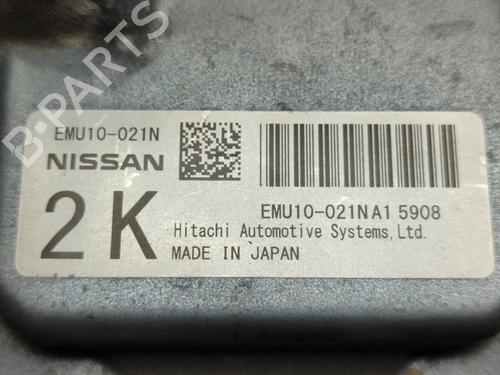 EMU10-021N
NISSAN
2K
EMU10-021NA1 5908
Hitachi Automotive Systems,Ltd.
MADE IN JAPAN
B-PARTS